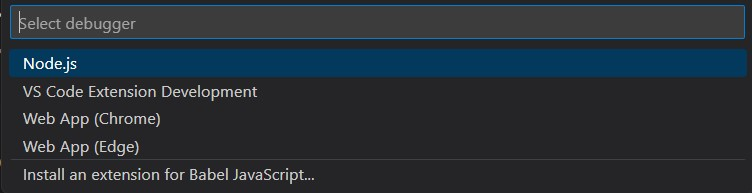 Select debugger
Node.js
VS Code Extension Development
Web App (Chrome)
Web App (Edge)
Install an extension for Babel JavaScript...